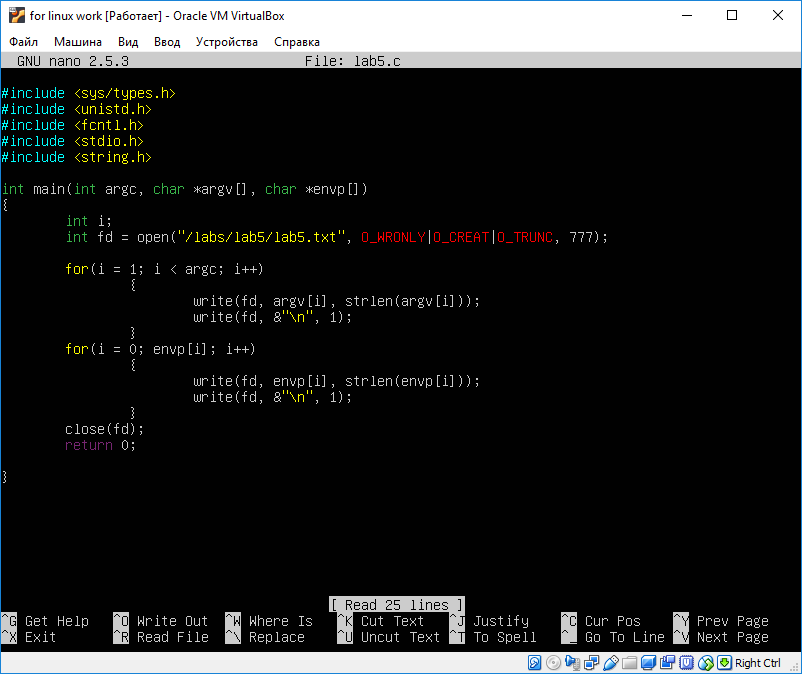 for linux work [Работает] - Oracle VM VirtualBox
Файл Машина Вид Ввод Устройства Справка
GNU nano 2.5.3 File: lab5.c
#include <sys/types.h>
#include <unistd.h>
#include <fcntl.h>
#include <stdio.h>
#include <string.h>
int main(int argc, char *argv[], char *envp[])
{
int i;
int fd = open("/labs/lab5/lab5.txt", O_WRONLY|O_CREAT|O_TRUNC, 777);
for(i = 1; i < argc; i++)
{
write(fd, argv[i], strlen(argv[i]));
write(fd, &"\n", 1);
}
for(i = 0; envp[i]; i++)
{
write(fd, envp[i], strlen(envp[i]));
write(fd, &"\n", 1);
}
close(fd);
return 0;
}
[ Read 25 lines ]
^G Get Help ^O Write Out ^W Where Is ^K Cut Text ^J Justify ^C Cur Pos ^Y Prev Page
^X Exit ^R Read File ^\ Replace ^U Uncut Text ^T To Spell ^_ Go To Line ^V Next Page
Right Ctrl